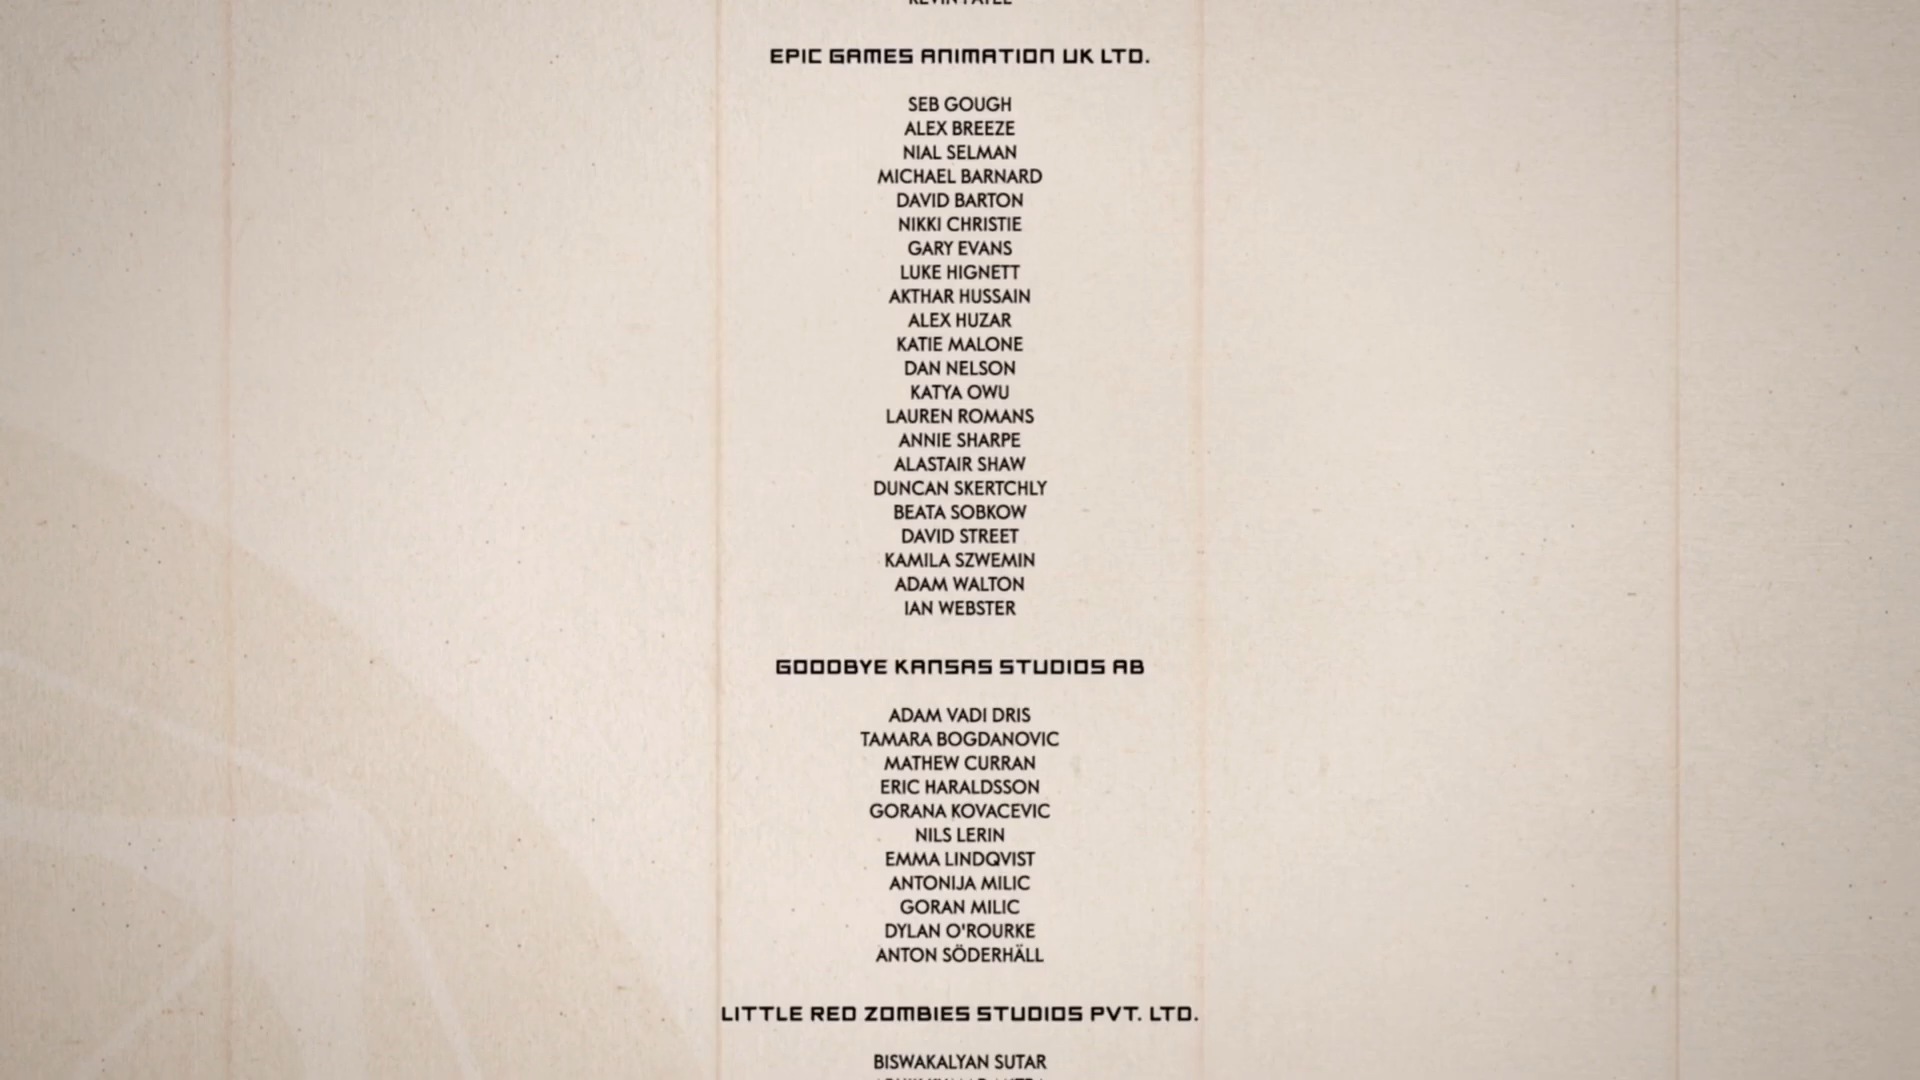 KEVIN PATEL
EPIC GAMES ANIMATION UK LTD.
SEB GOUGH
ALEX BREEZE
NIAL SELMAN
MICHAEL BARNARD
DAVID BARTON
NIKKI CHRISTIE
GARY EVANS
LUKE HIGNETT
AKTHAR HUSSAIN
ALEX HUZAR
KATIE MALONE
DAN NELSON
KATYA OWU
LAUREN ROMANS
ANNIE SHARPE
ALASTAIR SHAW
DUNCAN SKERTCHLY
BEATA SOBKOW
DAVID STREET
KAMILA SZWEMIN
ADAM WALTON
IAN WEBSTER
GOODBYE KANSAS STUDIOS AB
ADAM VADI DRIS
TAMARA BOGDANOVIC
MATHEW CURRAN
ERIC HARALDSSON
GORANA KOVACEVIC
NILS LERIN
EMMA LINDQVIST
ANTONIJA MILIC
GORAN MILIC
DYLAN O'ROURKE
ANTON SÖDERHÄLL
LITTLE RED ZOMBIES STUDIOS PVT. LTD.
BISWAKALYAN SUTAR